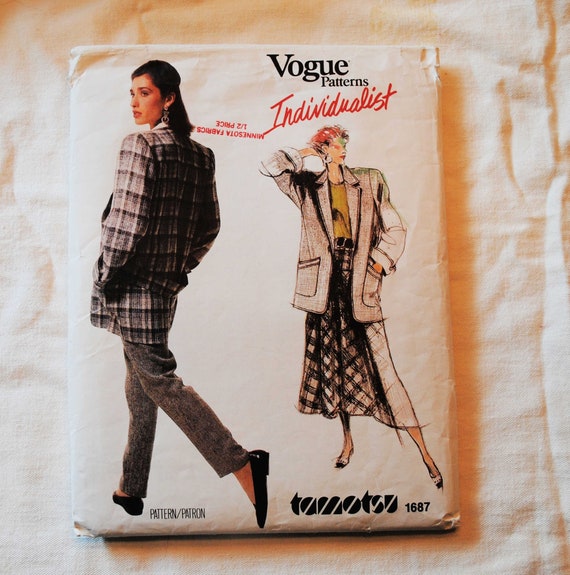 Vogue
Patterns
Individualist
MINNESOTA FABRICS
1/2 PRICE
PATTERN/PATRON
tamotsu 1687